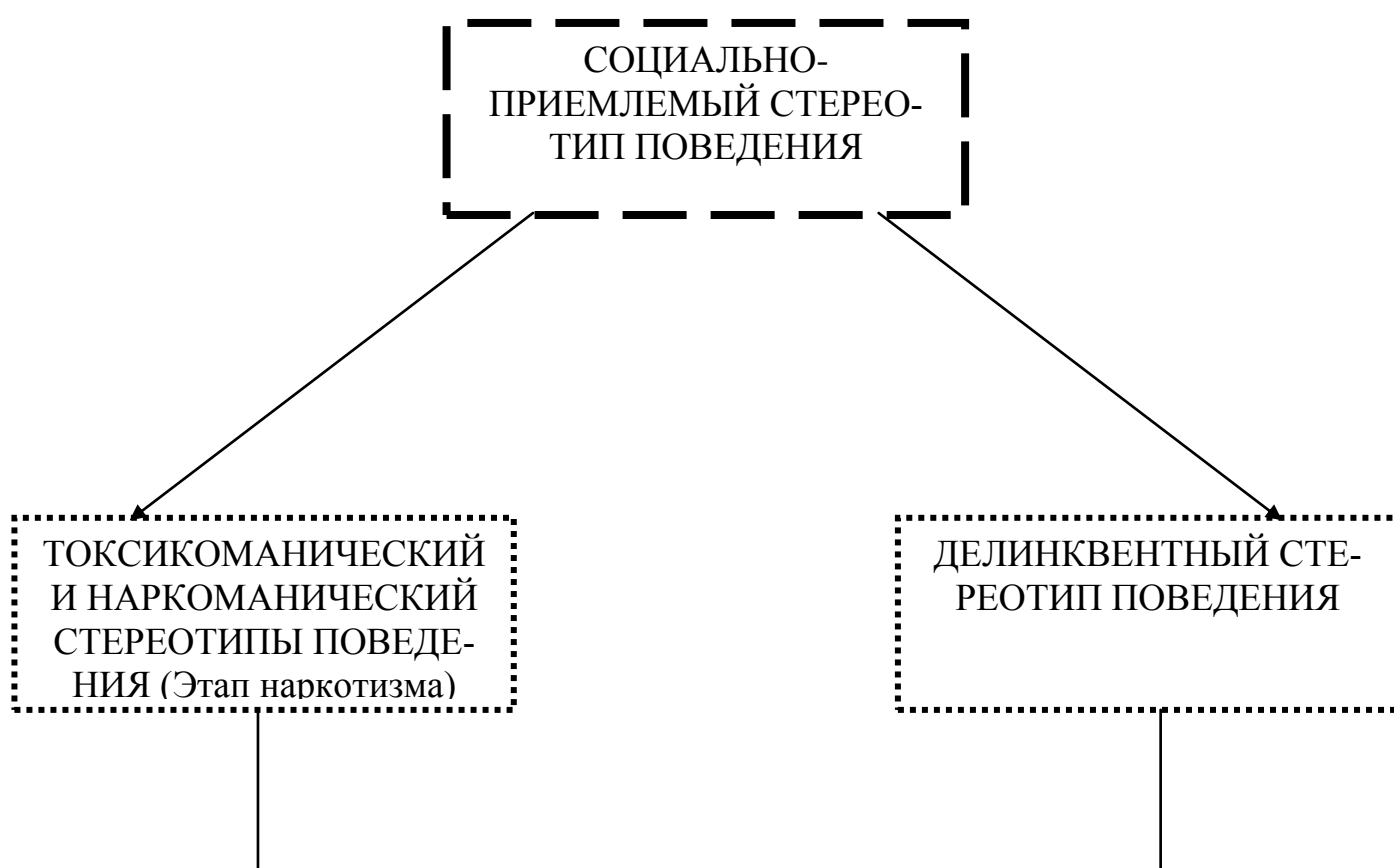 СОЦИАЛЬНО-
ПРИЕМЛЕМЫЙ СТЕРЕО-
ТИП ПОВЕДЕНИЯ
ТОКСИКОМАНИЧЕСКИЙ
И НАРКОМАНИЧЕСКИЙ
СТЕРЕОТИПЫ ПОВЕДЕ-
НИЯ (Этап наркотизма)
ДЕЛИНКВЕНТНЫЙ СТЕ-
РЕОТИП ПОВЕДЕНИЯ